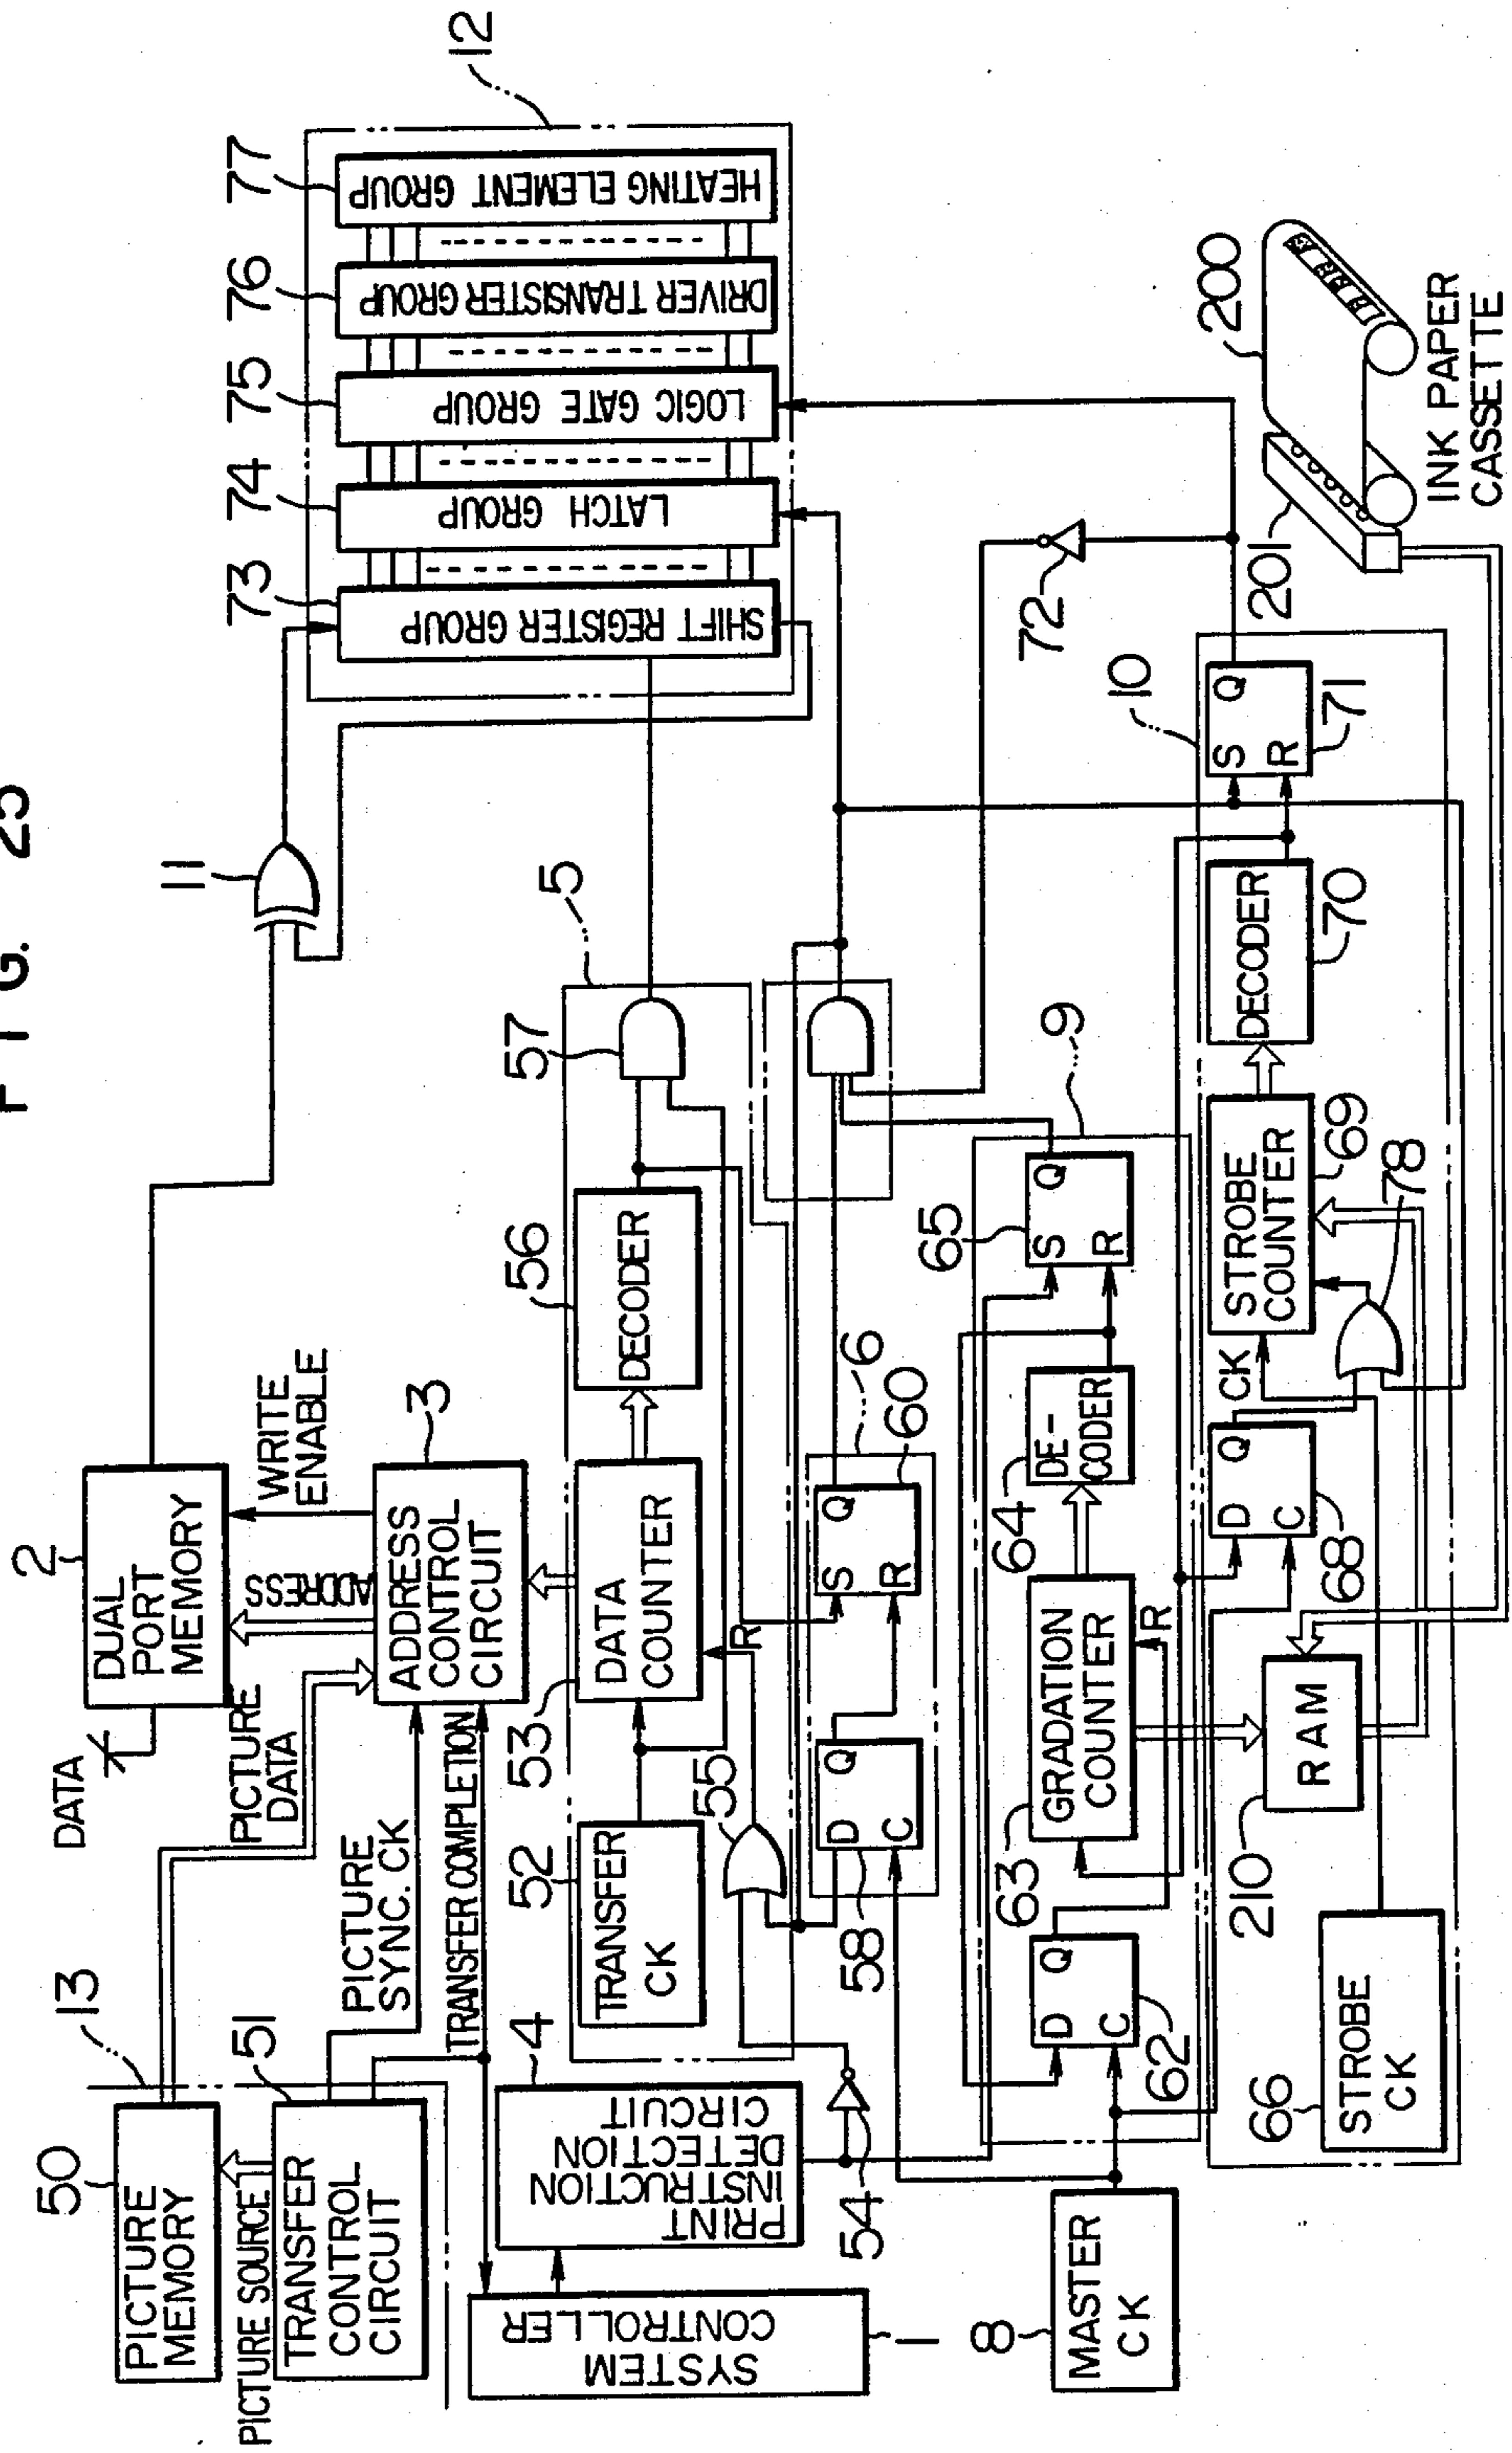 FIG. 25
12
77
76
75
74
73
HEATING ELEMENT GROUP
DRIVER TRANSISTER GROUP
LOGIC GATE GROUP
LATCH GROUP
SHIFT REGISTER GROUP
11
2
DUAL
PORT
MEMORY
DATA
WRITE
ENABLE
ADDRESS
3
ADDRESS
CONTROL
CIRCUIT
PICTURE
DATA
PICTURE
SYNC. CK
TRANSFER COMPLETION
13
50
PICTURE
MEMORY
PICTURE SOURCE
51
TRANSFER
CONTROL
CIRCUIT
5
57
56
DECODER
53
DATA
COUNTER
R
52
TRANSFER
CK
55
4
PRINT
INSTRUCTION
DETECTION
CIRCUIT
54
SYSTEM
CONTROLLER
1
6
60
S Q
R
58
D Q
C
72
9
65
S Q
R
64
DE-
CODER
63
GRADATION
COUNTER
R
62
D Q
C
8
MASTER
CK
10
71
S Q
R
70
DECODER
69
STROBE
COUNTER
CK
78
68
D Q
C
210
RAM
66
STROBE
CK
200
201
INK PAPER
CASSETTE